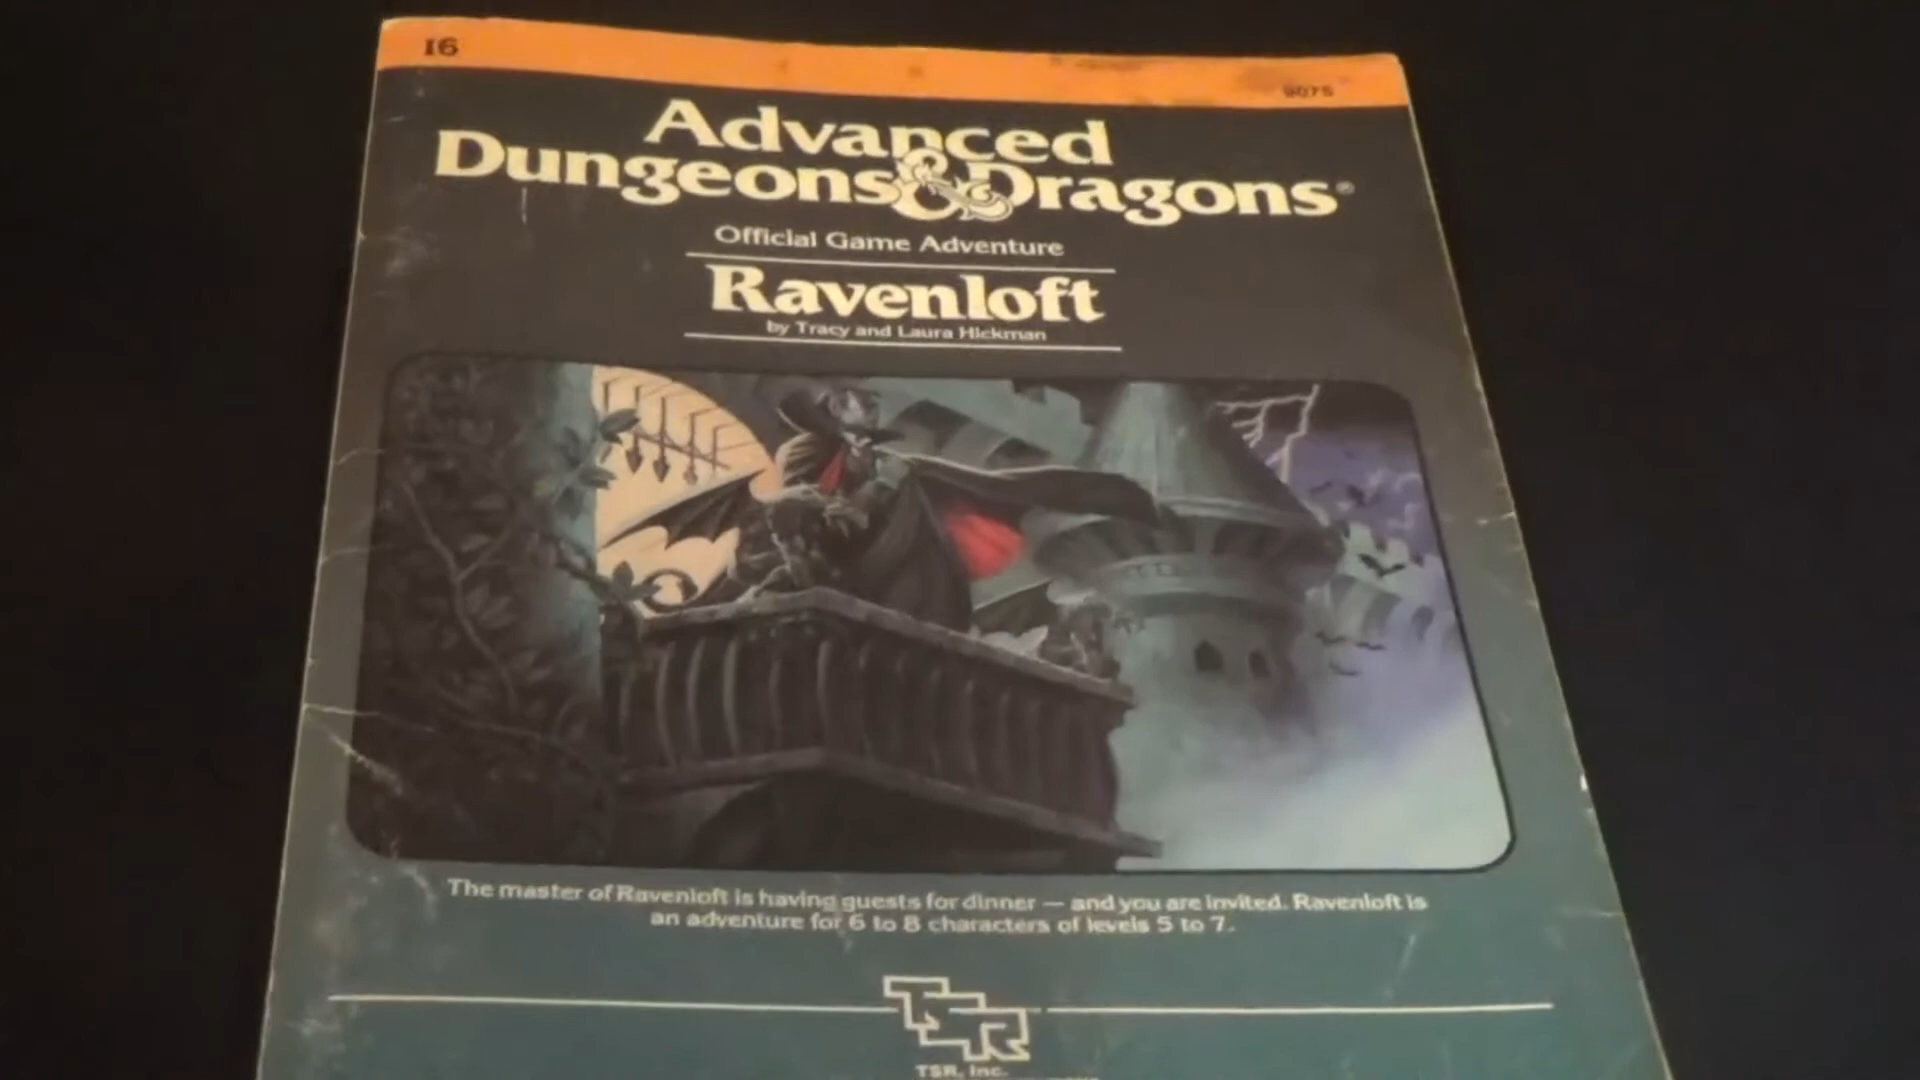 I6
9075
Advanced
Dungeons & Dragons®
Official Game Adventure
Ravenloft
by Tracy and Laura Hickman
The master of Ravenloft is having guests for dinner — and you are invited. Ravenloft is
an adventure for 6 to 8 characters of levels 5 to 7.
TSR
TSR, Inc.